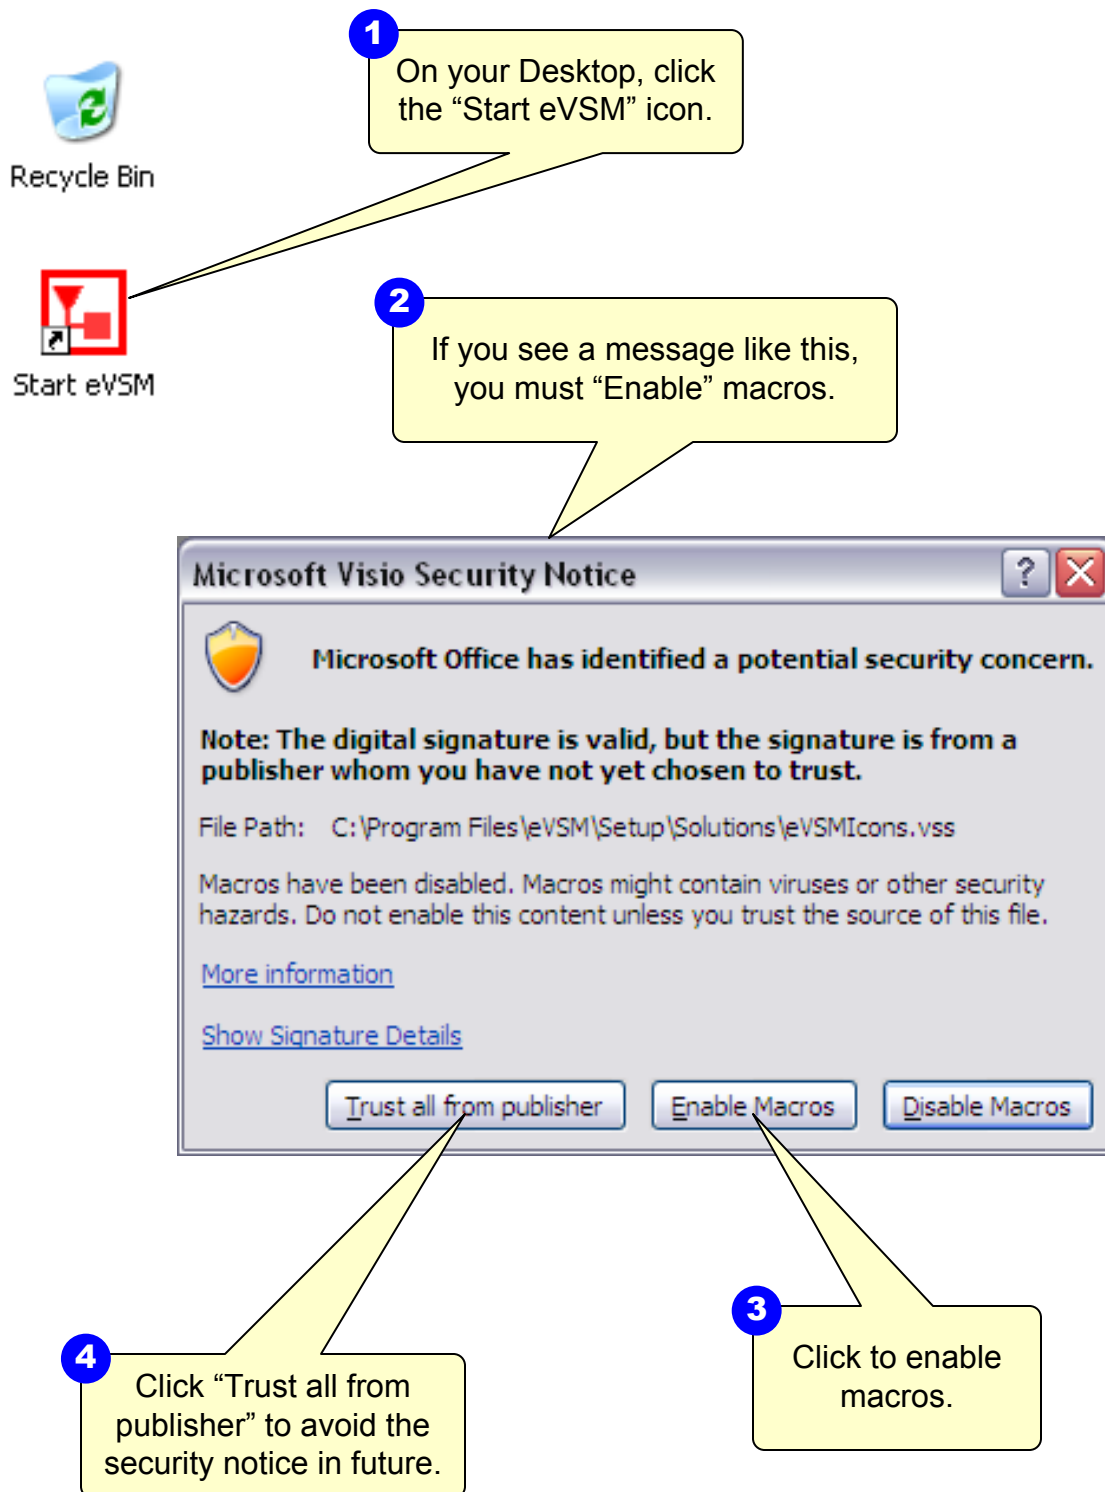 1
On your Desktop, click
the “Start eVSM” icon.
Recycle Bin
Start eVSM
2
If you see a message like this,
you must “Enable” macros.
Microsoft Visio Security Notice
?
Microsoft Office has identified a potential security concern.
Note: The digital signature is valid, but the signature is from a
publisher whom you have not yet chosen to trust.
File Path: C:\Program Files\eVSM\Setup\Solutions\eVSMIcons.vss
Macros have been disabled. Macros might contain viruses or other security
hazards. Do not enable this content unless you trust the source of this file.
More information
Show Signature Details
Trust all from publisher Enable Macros Disable Macros
3
Click to enable
macros.
4
Click “Trust all from
publisher” to avoid the
security notice in future.